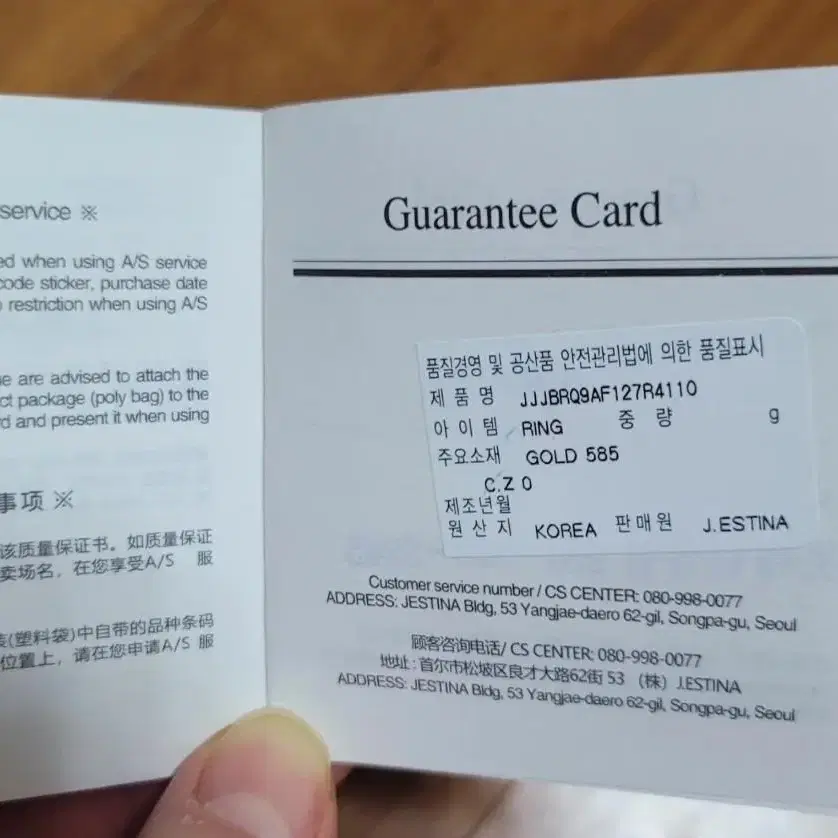 service ※
ed when using A/S service
code sticker, purchase date
restriction when using A/S
are advised to attach the
ct package (poly bag) to the
and present it when using
事项 ※
该质量保证书。如质量保证
卖场名，在您享受A/S 服
(塑料袋)中自带的品种条码
位置上，请在您申请A/S 服
Guarantee Card
품질경영 및 공산품 안전관리법에 의한 품질표시
제 품 명 JJJBRQ9AF127R4110
아 이 템 RING 중 량 g
주요소재 GOLD 585
C.Z 0
제조년월
원 산 지 KOREA 판 매 원 J.ESTINA
Customer service number / CS CENTER: 080-998-0077
ADDRESS: JESTINA Bldg, 53 Yangjae-daero 62-gil, Songpa-gu, Seoul
顾客咨询电话/ CS CENTER: 080-998-0077
地址 : 首尔市松坡区良才大路62街 53 （株）J.ESTINA
ADDRESS: JESTINA Bldg, 53 Yangjae-daero 62-gil, Songpa-gu, Seoul